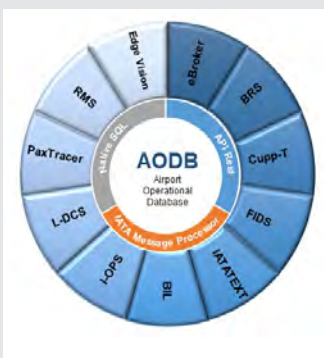 Edge Vision
eBroker
BRS
Cupp-T
FIDS
IATATEXT
BIL
I-OPS
L-DCS
PaxTracer
RMS
Native SQL
API Rest
IATA Message Processor
AODB
Airport
Operational
Database